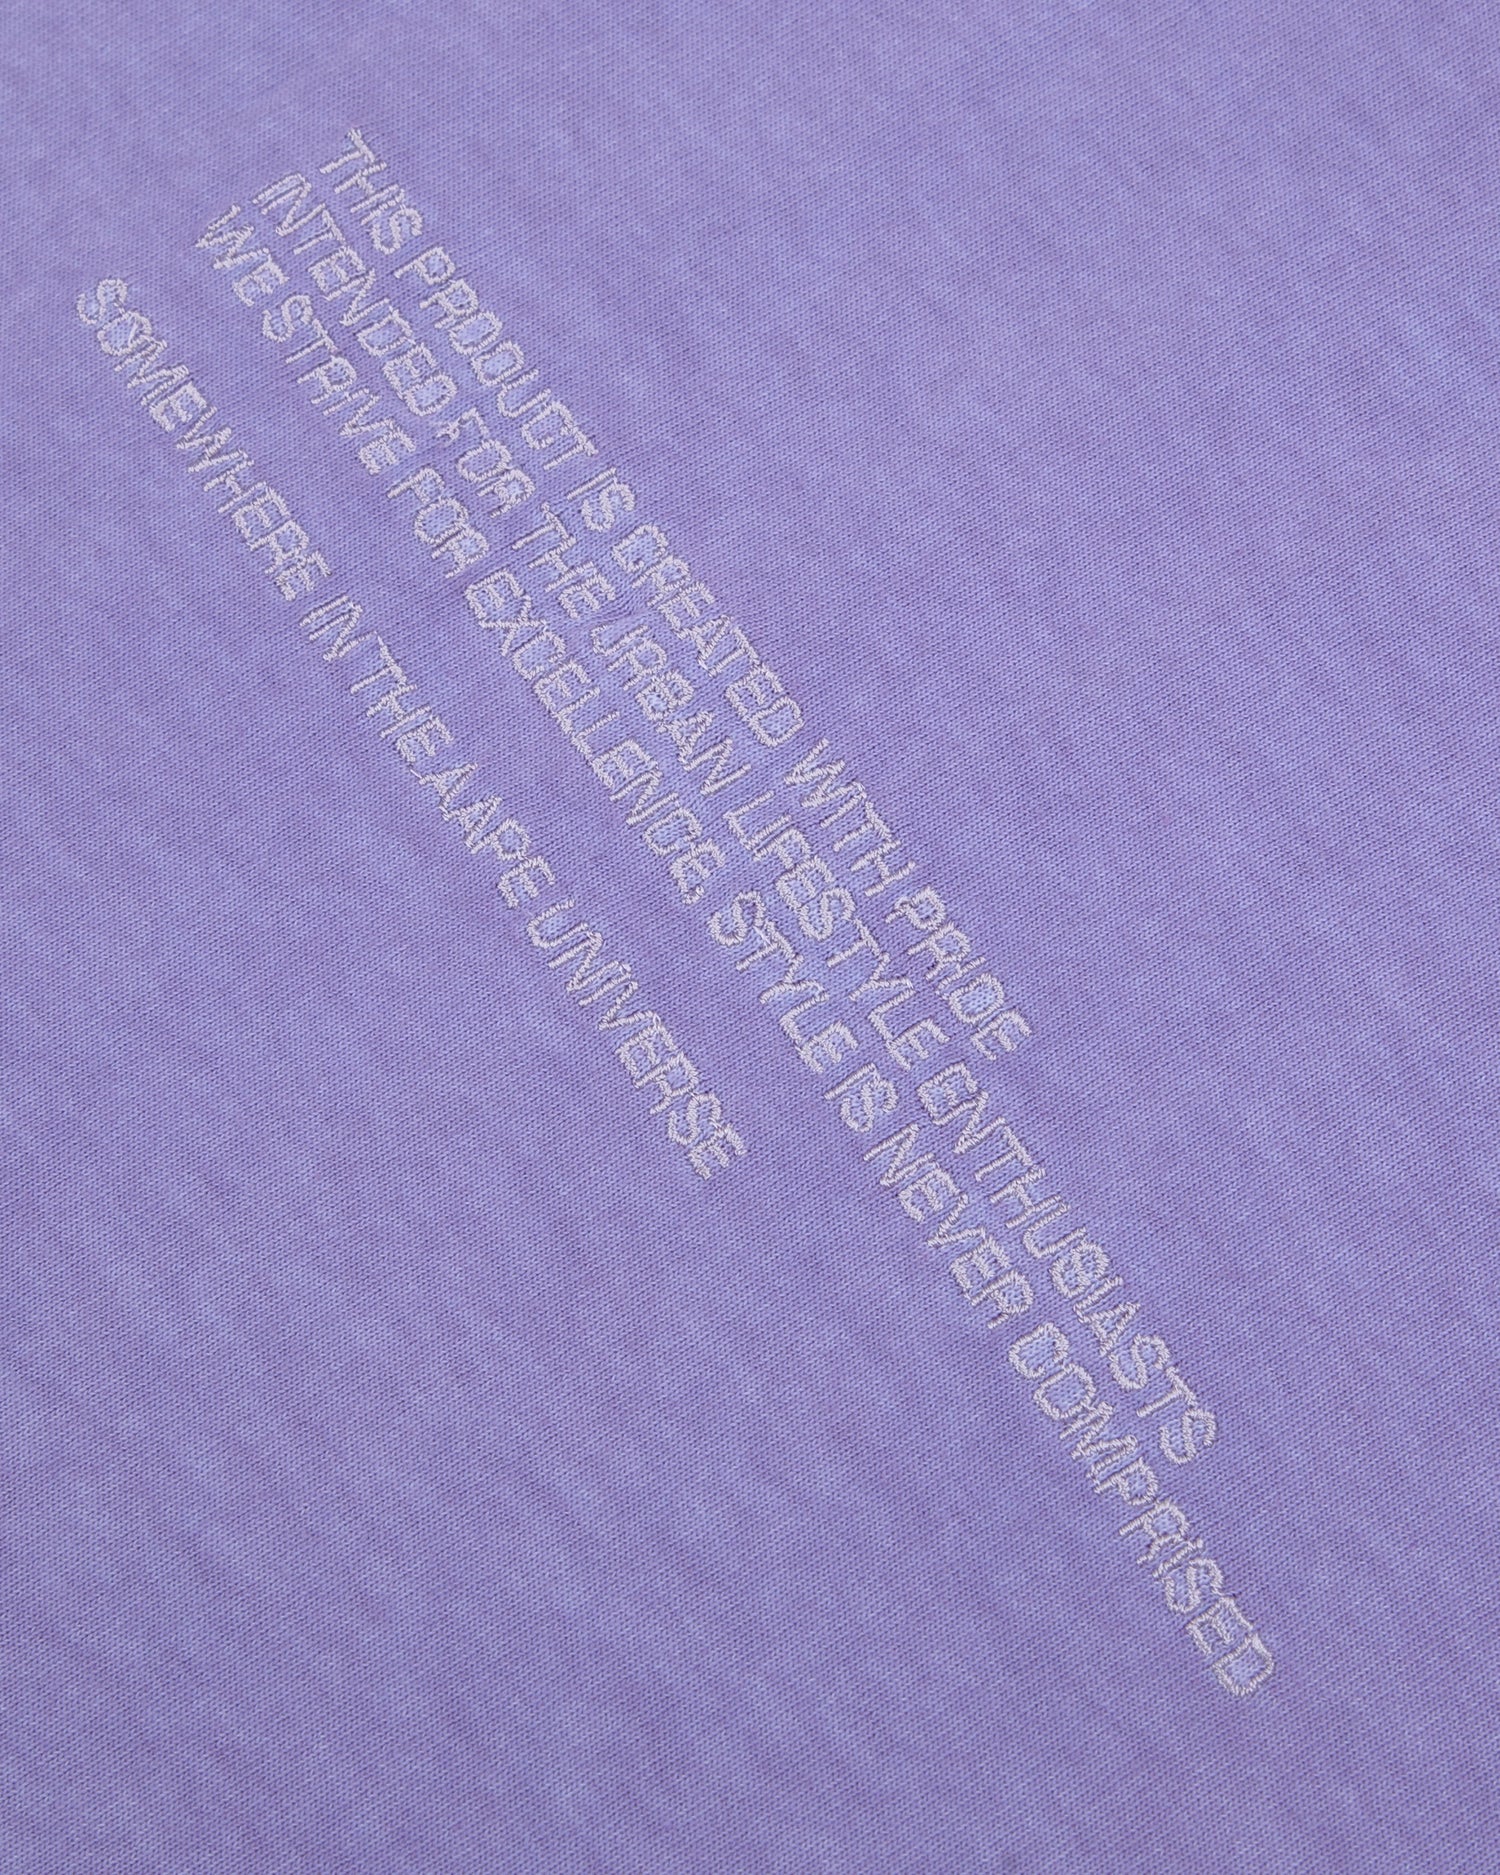 THIS PRODUCT IS CREATED WITH PRIDE
INTENDED FOR THE URBAN LIFESTYLE ENTHUSIASTS
WE STRIVE FOR EXCELLENCE, STYLE IS NEVER COMPRISED
SOMEWHERE IN THE AAPE UNIVERSE